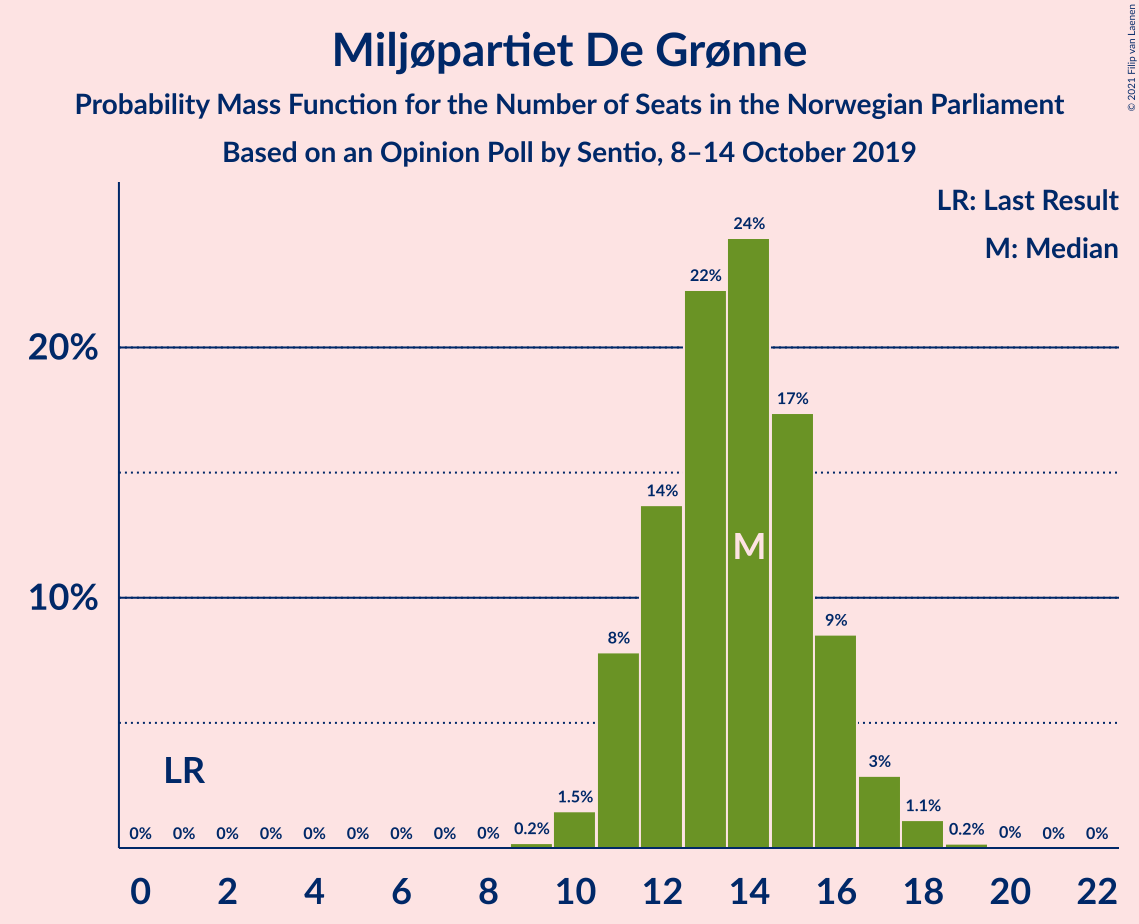 Miljøpartiet De Grønne
Probability Mass Function for the Number of Seats in the Norwegian Parliament
Based on an Opinion Poll by Sentio, 8–14 October 2019
© 2021 Filip van Laenen
LR: Last Result
M: Median
20%
10%
LR
M
0% 0% 0% 0% 0% 0% 0% 0% 0% 0.2% 1.5% 8% 14% 22% 24% 17% 9% 3% 1.1% 0.2% 0% 0% 0%
0 2 4 6 8 10 12 14 16 18 20 22